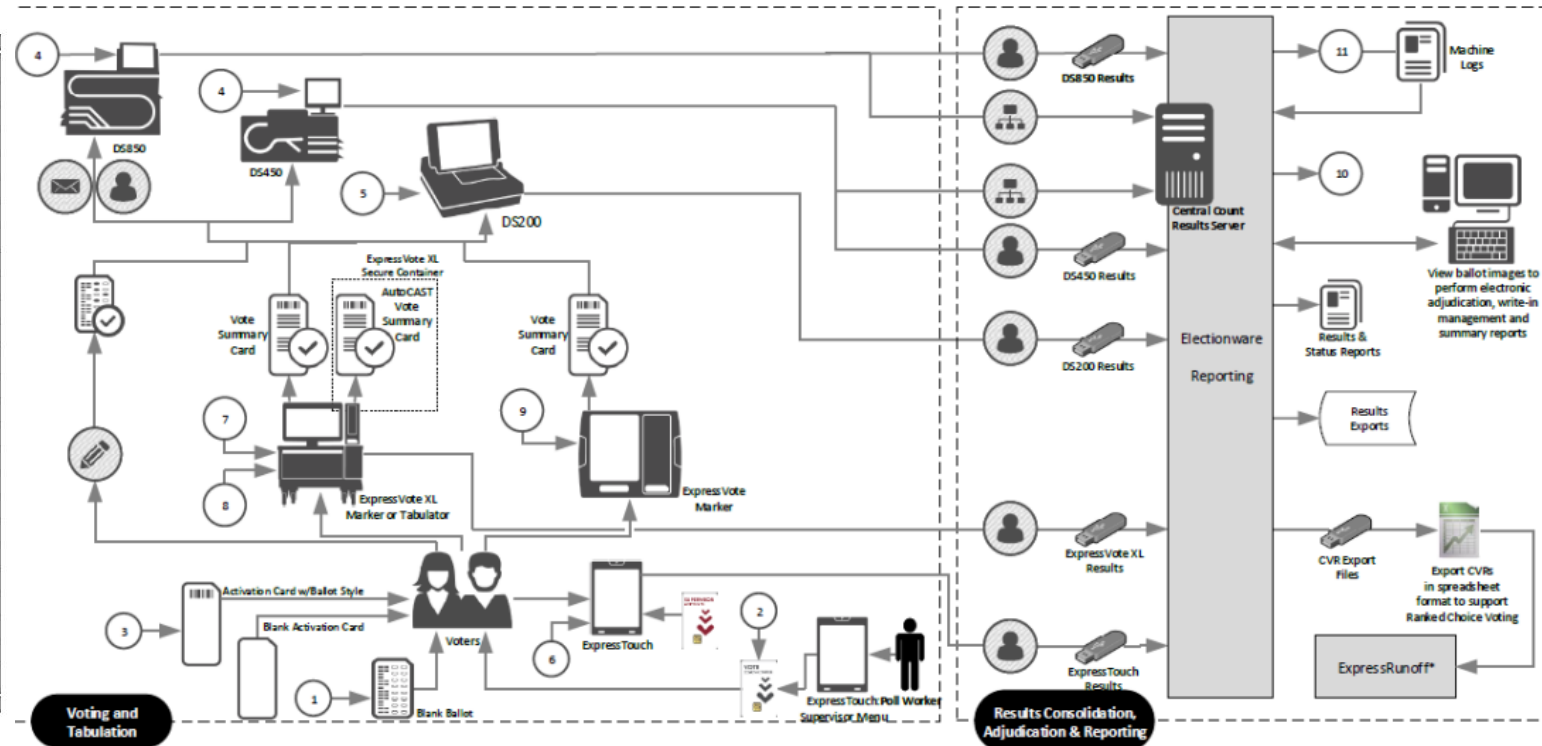 4
DS850
4
DS450
5
DS200
ExpressVote XL
Secure Container
AutoCAST
Vote
Summary
Card
Vote
Summary
Card
Vote
Summary
Card
7
8
9
ExpressVote XL
Marker or Tabulator
ExpressVote
Marker
Activation Card w/Ballot Style
3
Blank Activation Card
Voters
1
Blank Ballot
6
ExpressTouch
2
VOTE
ExpressTouch: Poll Worker
Supervisor Menu
Voting and
Tabulation
DS850 Results
Central Count
Results Server
DS450 Results
DS200 Results
Electionware
Reporting
ExpressVote XL
Results
ExpressTouch
Results
Results Consolidation,
Adjudication & Reporting
11
Machine
Logs
10
View ballot images to
perform electronic
adjudication, write-in
management and
summary reports
Results &
Status Reports
Results
Exports
CVR Export
Files
Export CVRs
in spreadsheet
format to support
Ranked Choice Voting
ExpressRunoff*